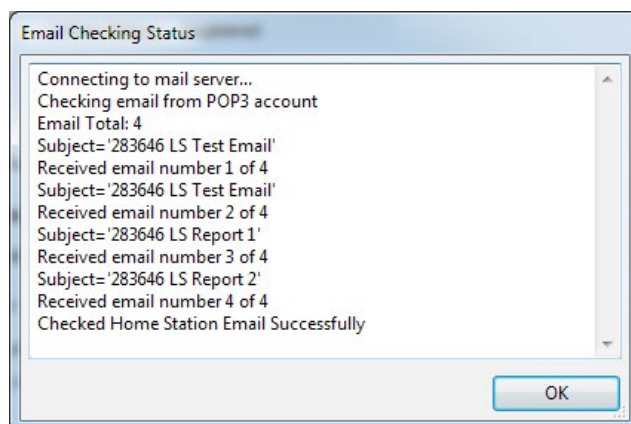 Email Checking Status
Connecting to mail server...
Checking email from POP3 account
Email Total: 4
Subject='283646 LS Test Email'
Received email number 1 of 4
Subject='283646 LS Test Email'
Received email number 2 of 4
Subject='283646 LS Report 1'
Received email number 3 of 4
Subject='283646 LS Report 2'
Received email number 4 of 4
Checked Home Station Email Successfully
OK